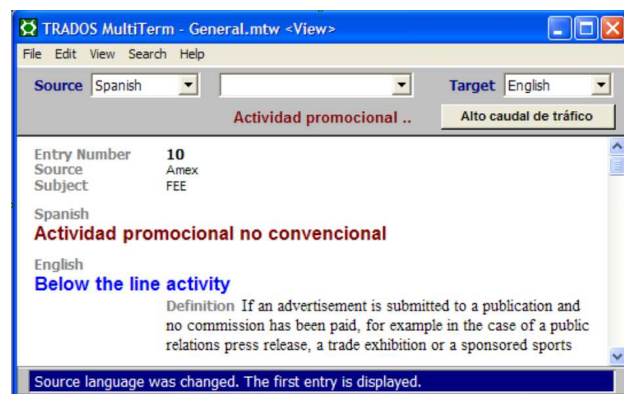 TRADOS MultiTerm - General.mtw <View>
File Edit View Search Help
Source Spanish Target English
Actividad promocional .. Alto caudal de tráfico
Entry Number 10
Source Amex
Subject FEE
Spanish
Actividad promocional no convencional
English
Below the line activity
Definition If an advertisement is submitted to a publication and
no commission has been paid, for example in the case of a public
relations press release, a trade exhibition or a sponsored sports
Source language was changed. The first entry is displayed.